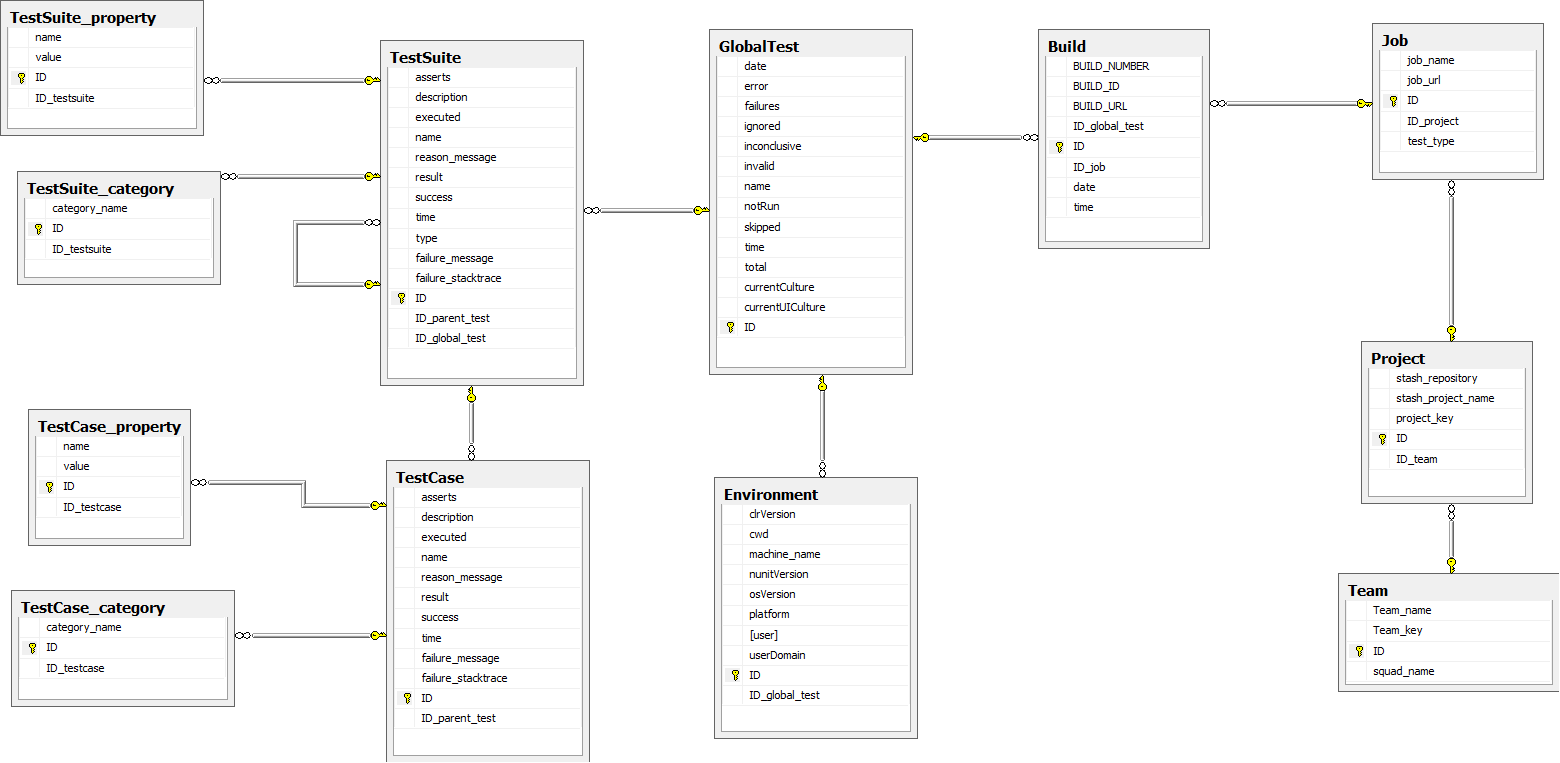 TestSuite_property
name
value
ID
ID_testsuite
TestSuite_category
category_name
ID
ID_testsuite
TestCase_property
name
value
ID
ID_testcase
TestCase_category
category_name
ID
ID_testcase
TestSuite
asserts
description
executed
name
reason_message
result
success
time
type
failure_message
failure_stacktrace
ID
ID_parent_test
ID_global_test
TestCase
asserts
description
executed
name
reason_message
result
success
time
failure_message
failure_stacktrace
ID
ID_parent_test
GlobalTest
date
error
failures
ignored
inconclusive
invalid
name
notRun
skipped
time
total
currentCulture
currentUICulture
ID
Environment
clrVersion
cwd
machine_name
nunitVersion
osVersion
platform
[user]
userDomain
ID
ID_global_test
Build
BUILD_NUMBER
BUILD_ID
BUILD_URL
ID_global_test
ID
ID_job
date
time
Job
job_name
job_url
ID
ID_project
test_type
Project
stash_repository
stash_project_name
project_key
ID
ID_team
Team
Team_name
Team_key
ID
squad_name